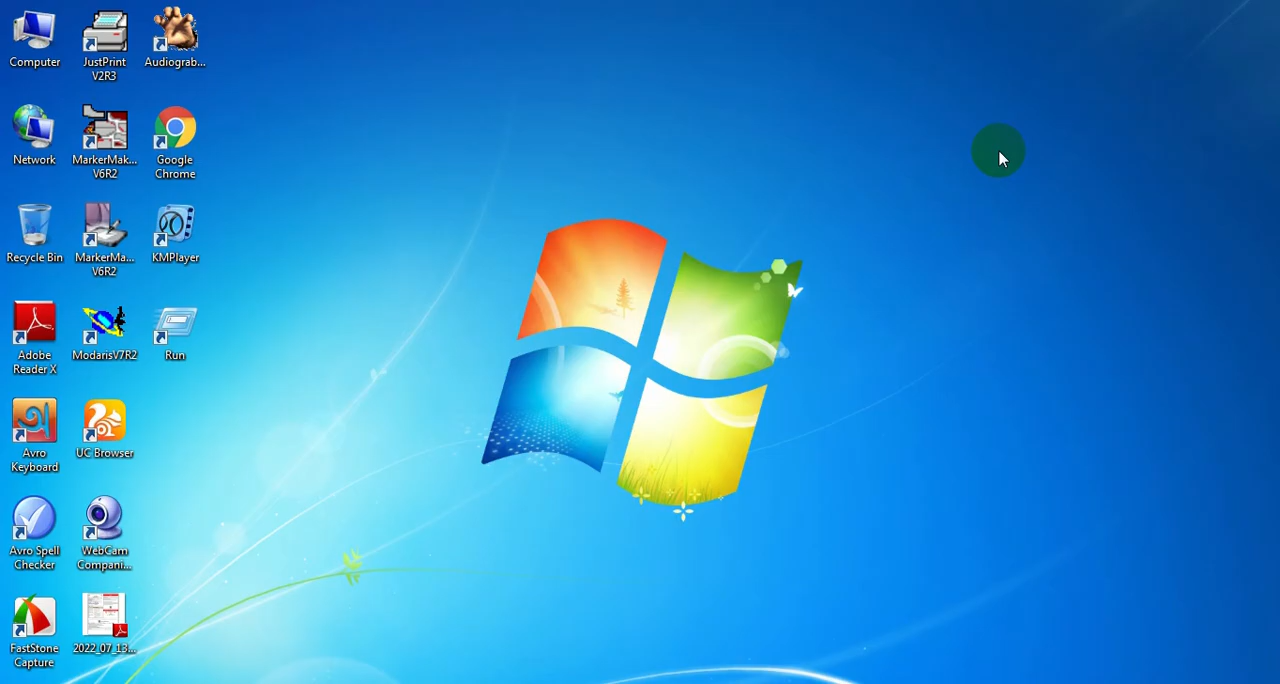 Computer
Network
Recycle Bin
Adobe
Reader X
Avro
Keyboard
Avro Spell
Checker
FastStone
Capture
JustPrint
V2R3
MarkerMak...
V6R2
MarkerMa...
V6R2
ModarisV7R2
UC Browser
WebCam
Compani...
2022_07_13...
Audiograb...
Google
Chrome
KMPlayer
Run